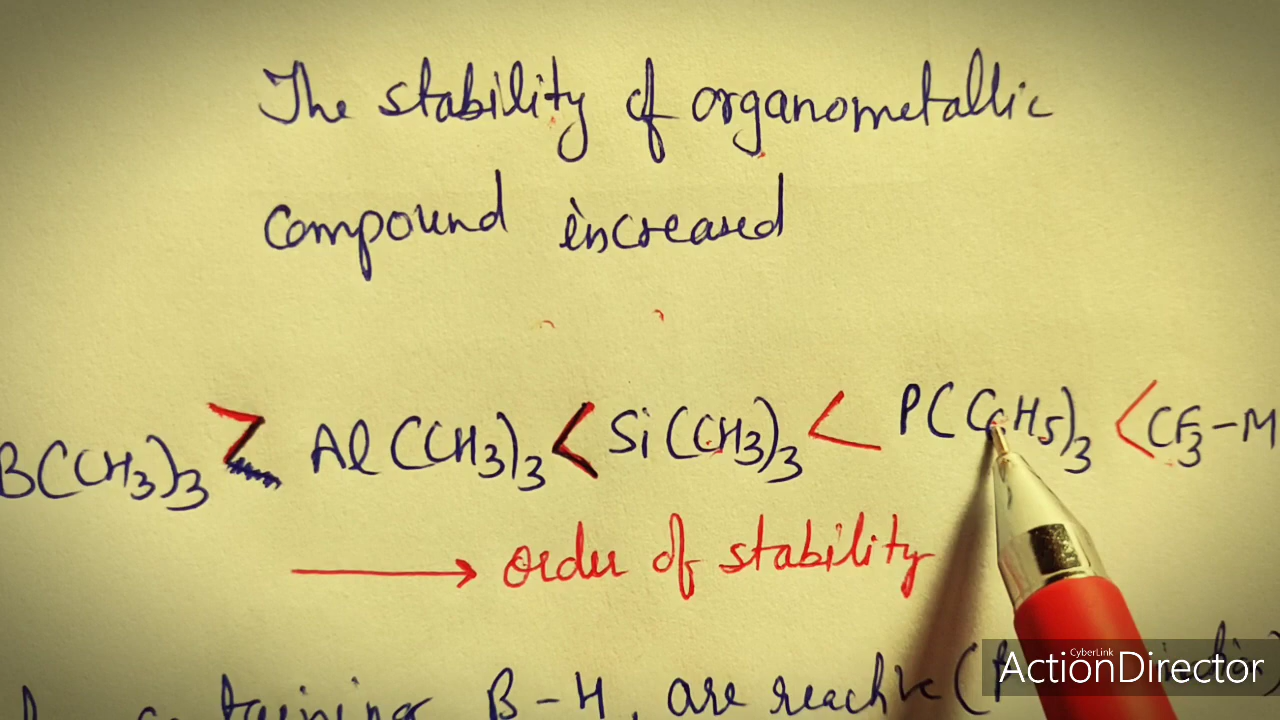 The stability of organometallic
compound increased
B(CH3)3 > Al(CH3)3 < Si(CH3)3 < P(C6H5)3 < CF3-M
→ order of stability
B-H, are
CyberLink
ActionDirector